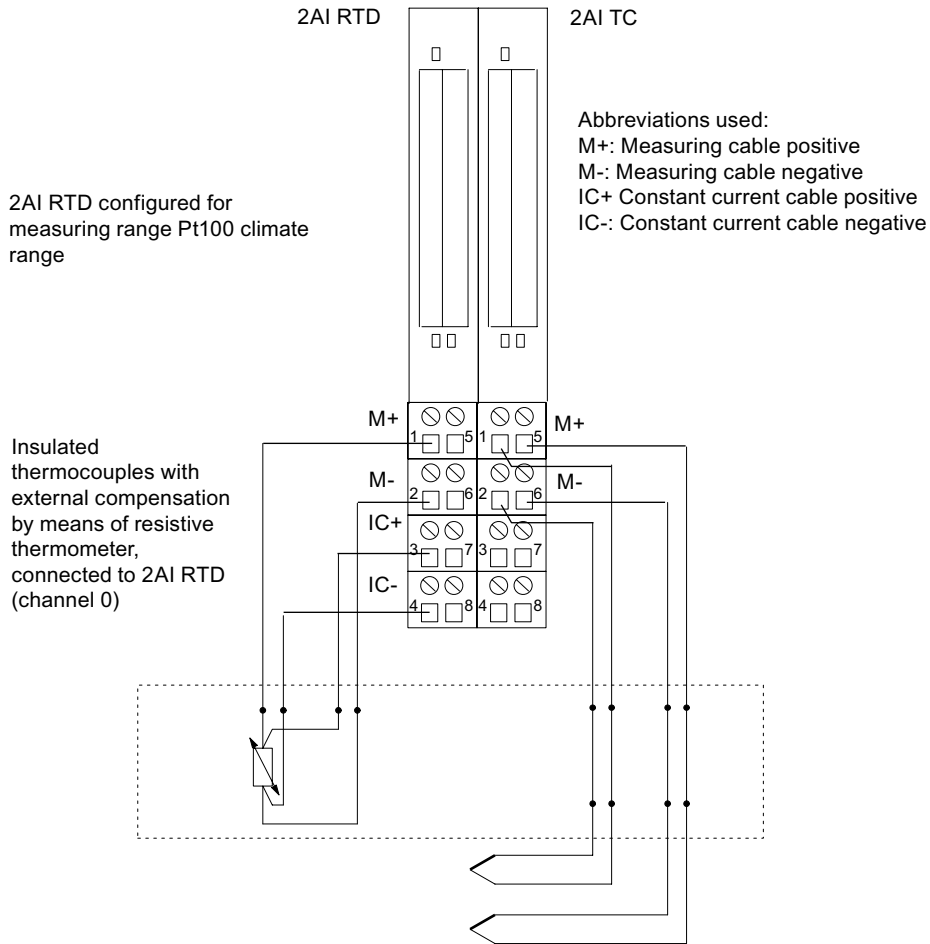 2AI RTD
2AI TC
Abbreviations used:
M+: Measuring cable positive
M-: Measuring cable negative
IC+ Constant current cable positive
IC-: Constant current cable negative
2AI RTD configured for
measuring range Pt100 climate
range
Insulated
thermocouples with
external compensation
by means of resistive
thermometer,
connected to 2AI RTD
(channel 0)
M+
1 5 1 5
M+
M-
2 6 2 6
M-
IC+
3 7 3 7
IC-
4 8 4 8